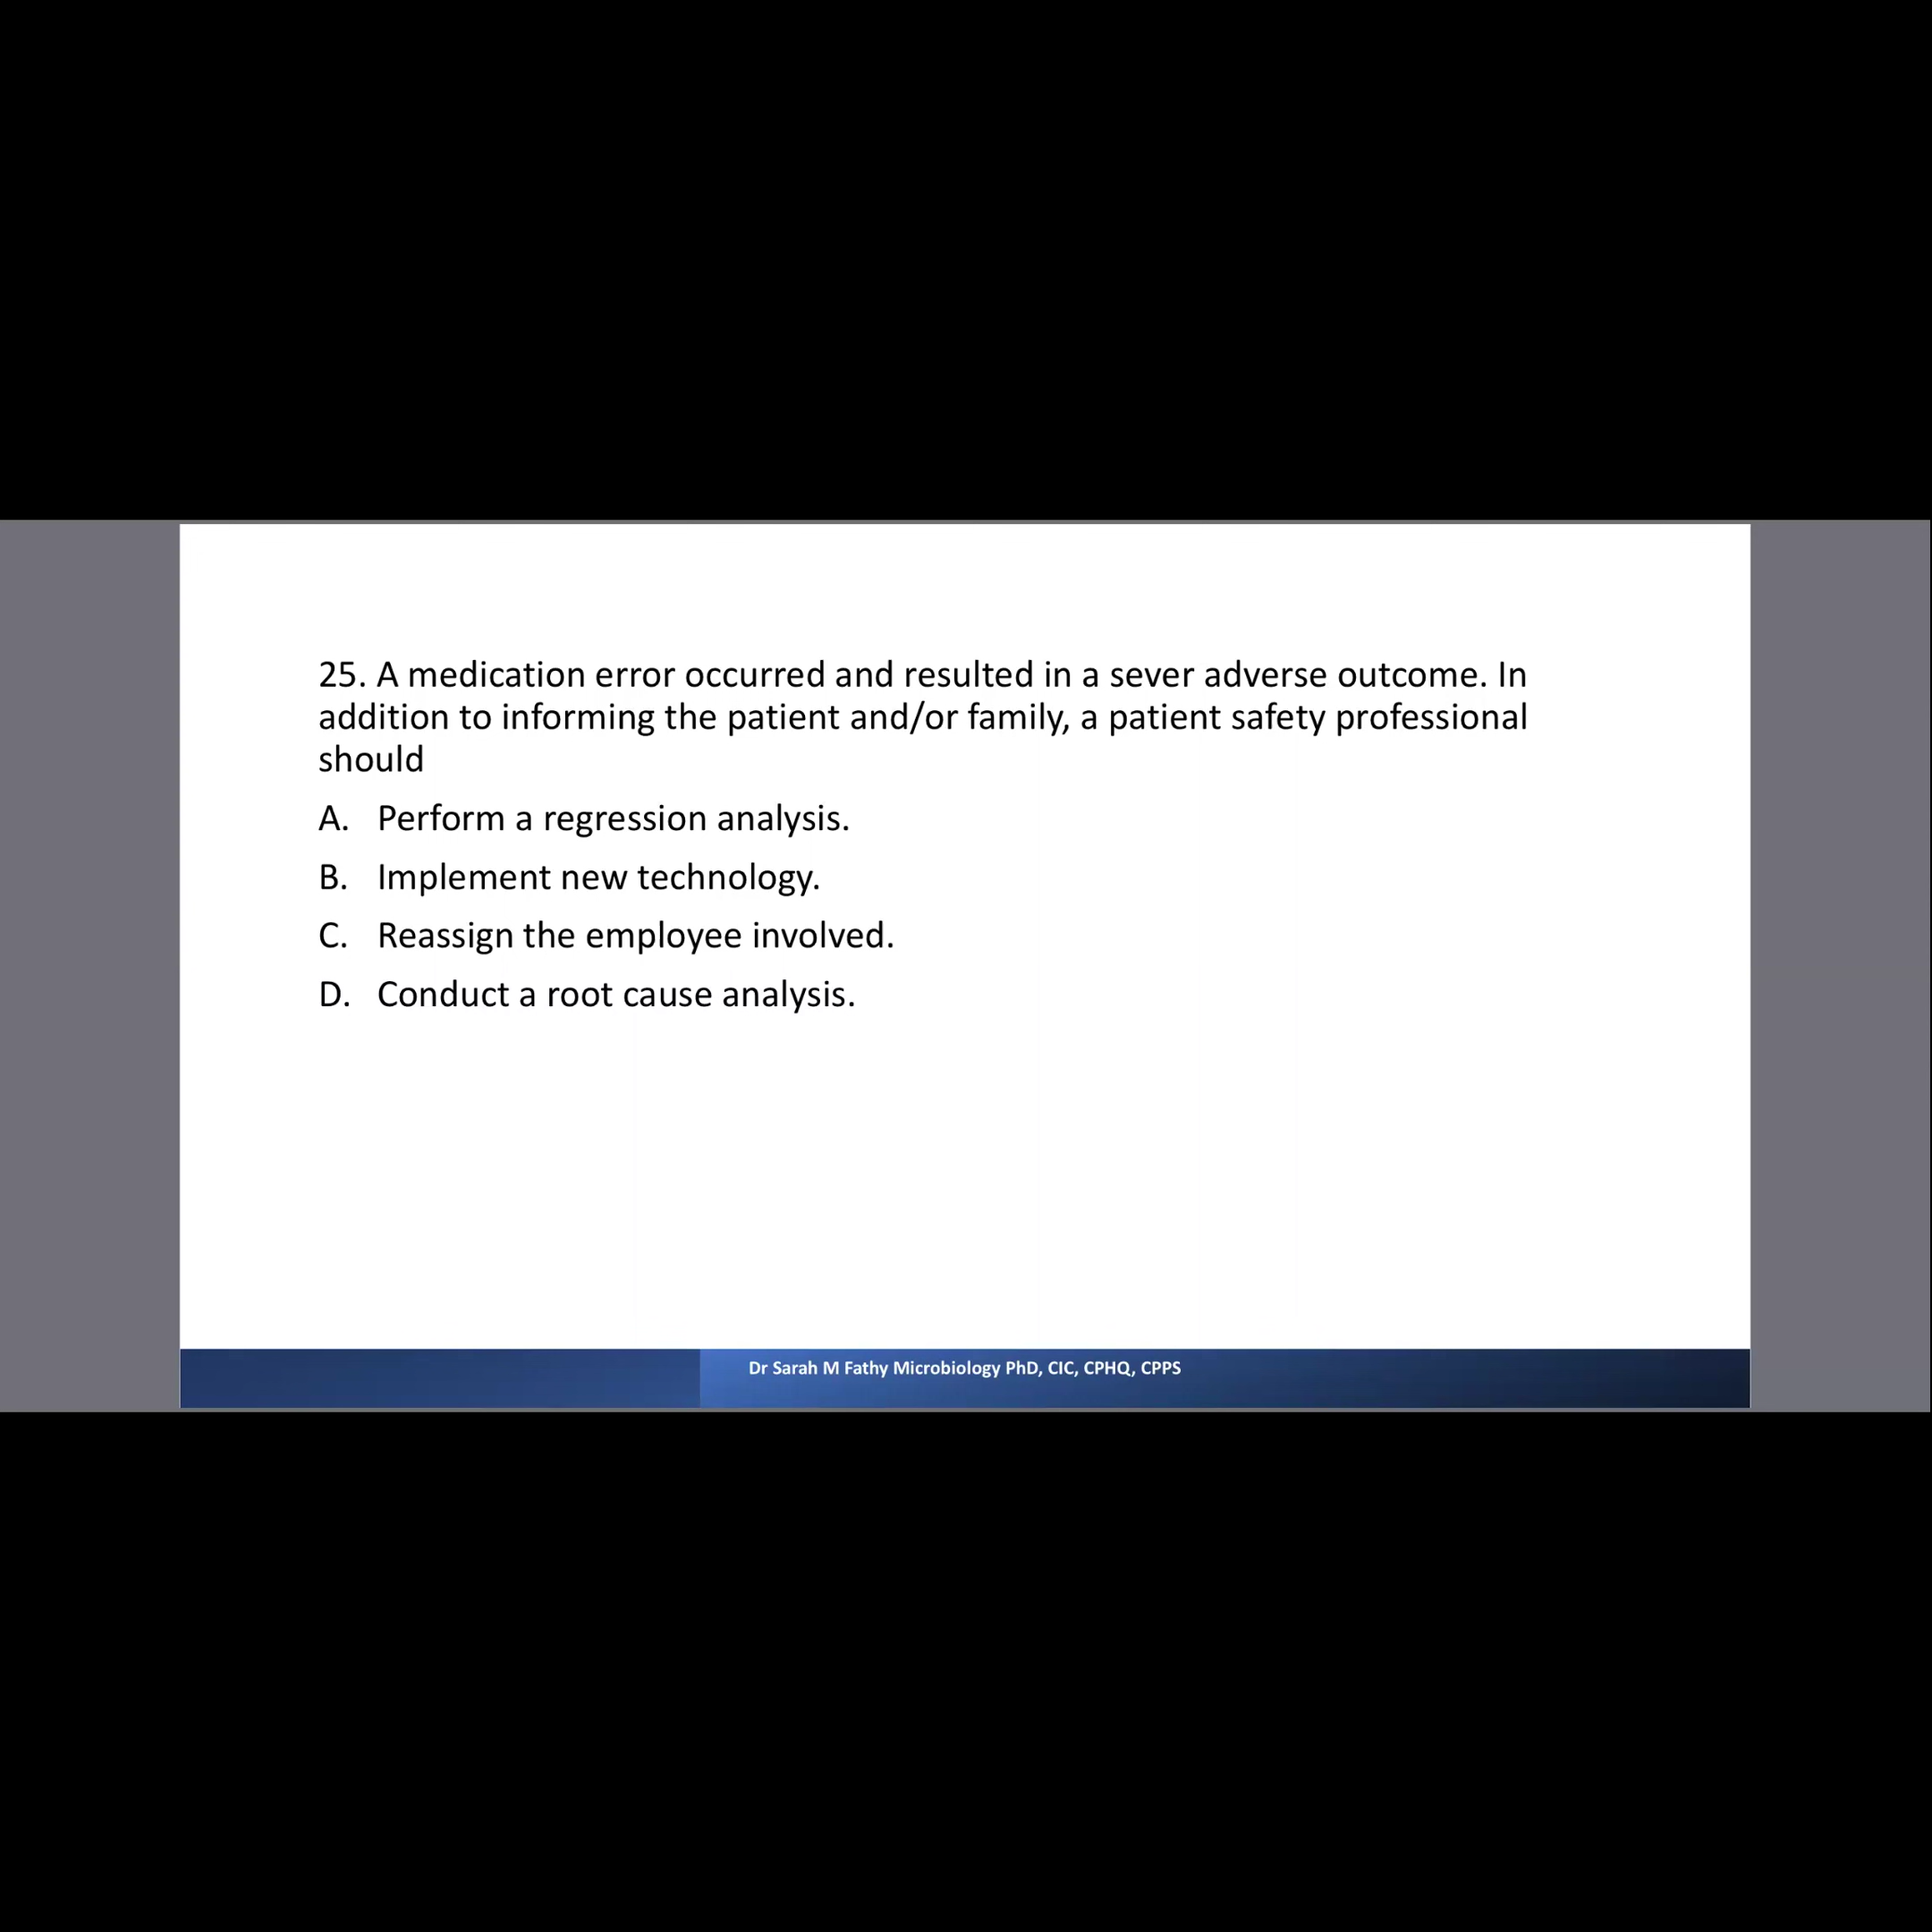 25. A medication error occurred and resulted in a sever adverse outcome. In
addition to informing the patient and/or family, a patient safety professional
should
A. Perform a regression analysis.
B. Implement new technology.
C. Reassign the employee involved.
D. Conduct a root cause analysis.
Dr Sarah M Fathy Microbiology PhD, CIC, CPHQ, CPPS